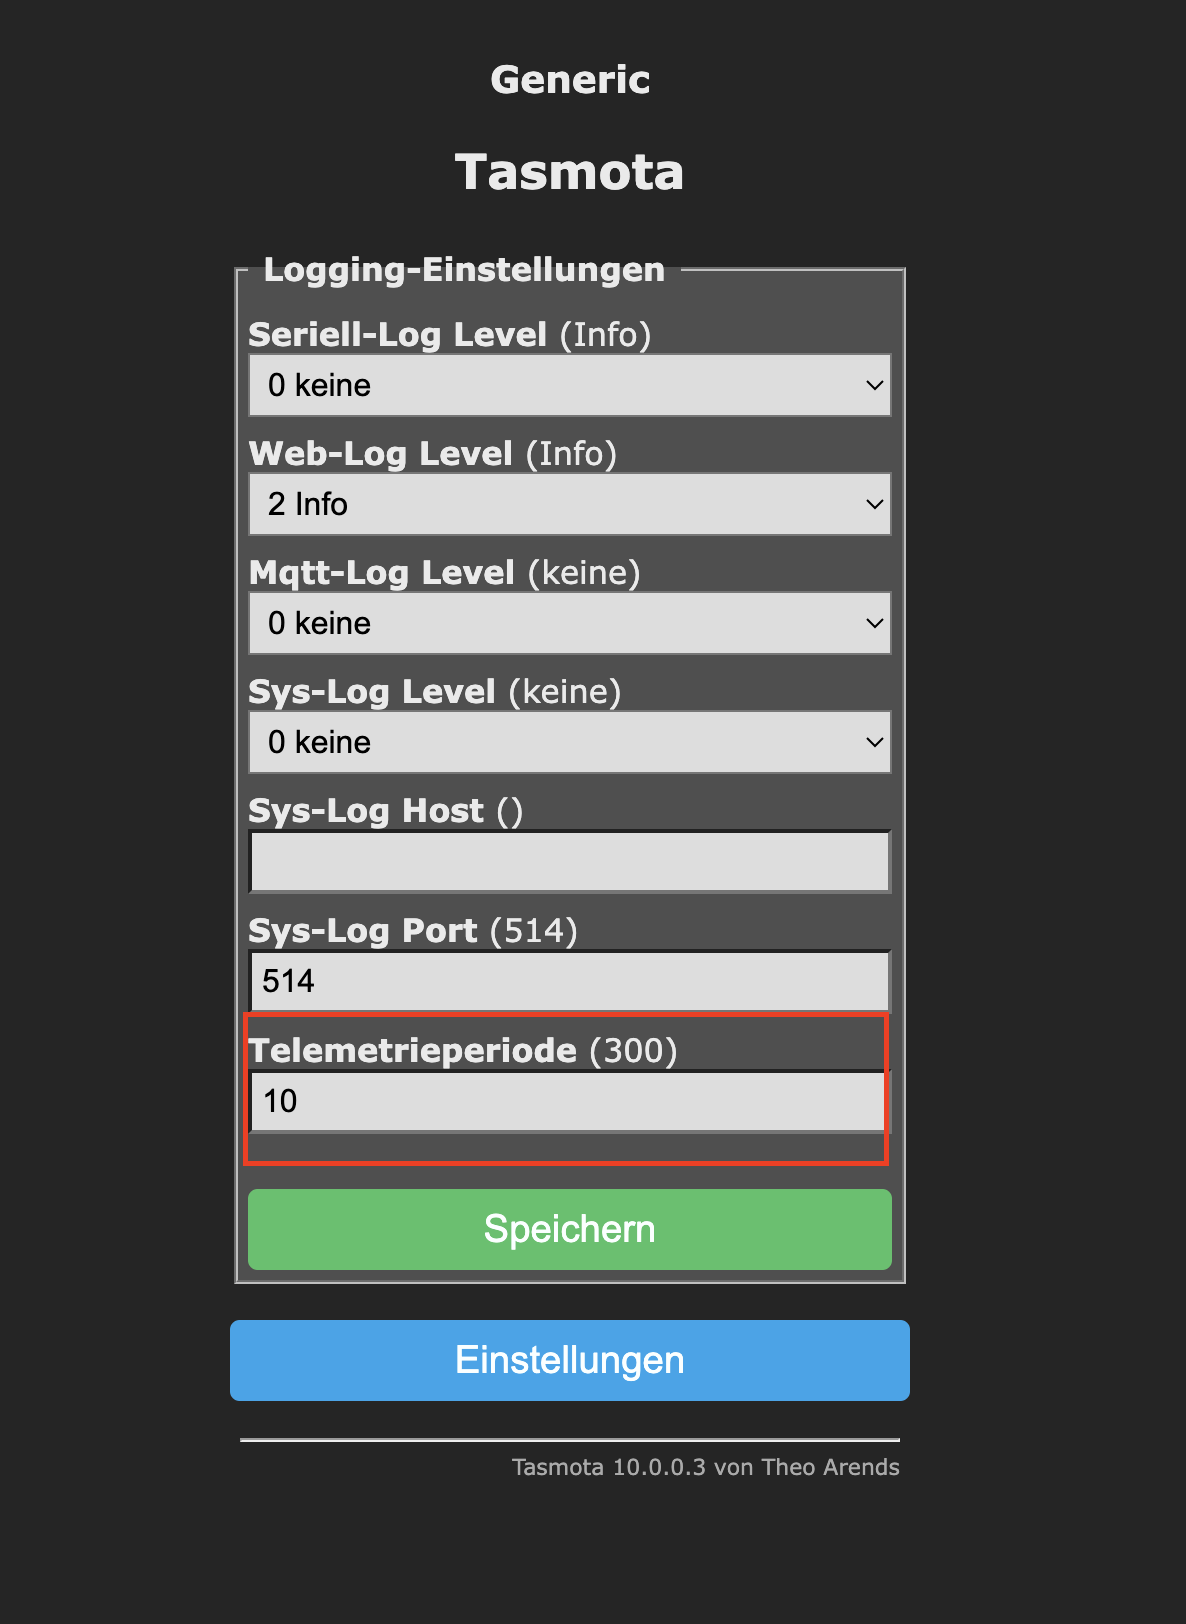 Generic
Tasmota
Logging-Einstellungen
Seriell-Log Level (Info)
0 keine
Web-Log Level (Info)
2 Info
Mqtt-Log Level (keine)
0 keine
Sys-Log Level (keine)
0 keine
Sys-Log Host ()
Sys-Log Port (514)
514
Telemetrieperiode (300)
10
Speichern
Einstellungen
Tasmota 10.0.0.3 von Theo Arends